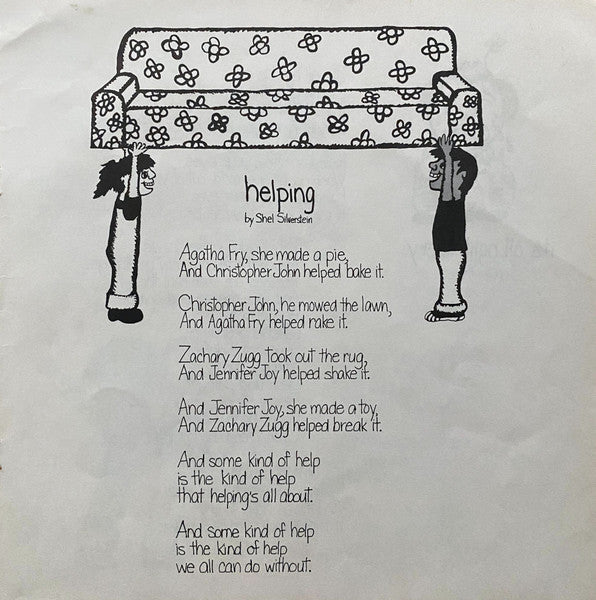 helping
by Shel Silverstein
Agatha Fry, she made a pie,
And Christopher John helped bake it.
Christopher John, he mowed the lawn,
And Agatha Fry helped rake it.
Zachary Zugg took out the rug,
And Jennifer Joy helped shake it.
And Jennifer Joy, she made a toy,
And Zachary Zugg helped break it.
And some kind of help
is the kind of help
that helping's all about.
And some kind of help
is the kind of help
we all can do without.